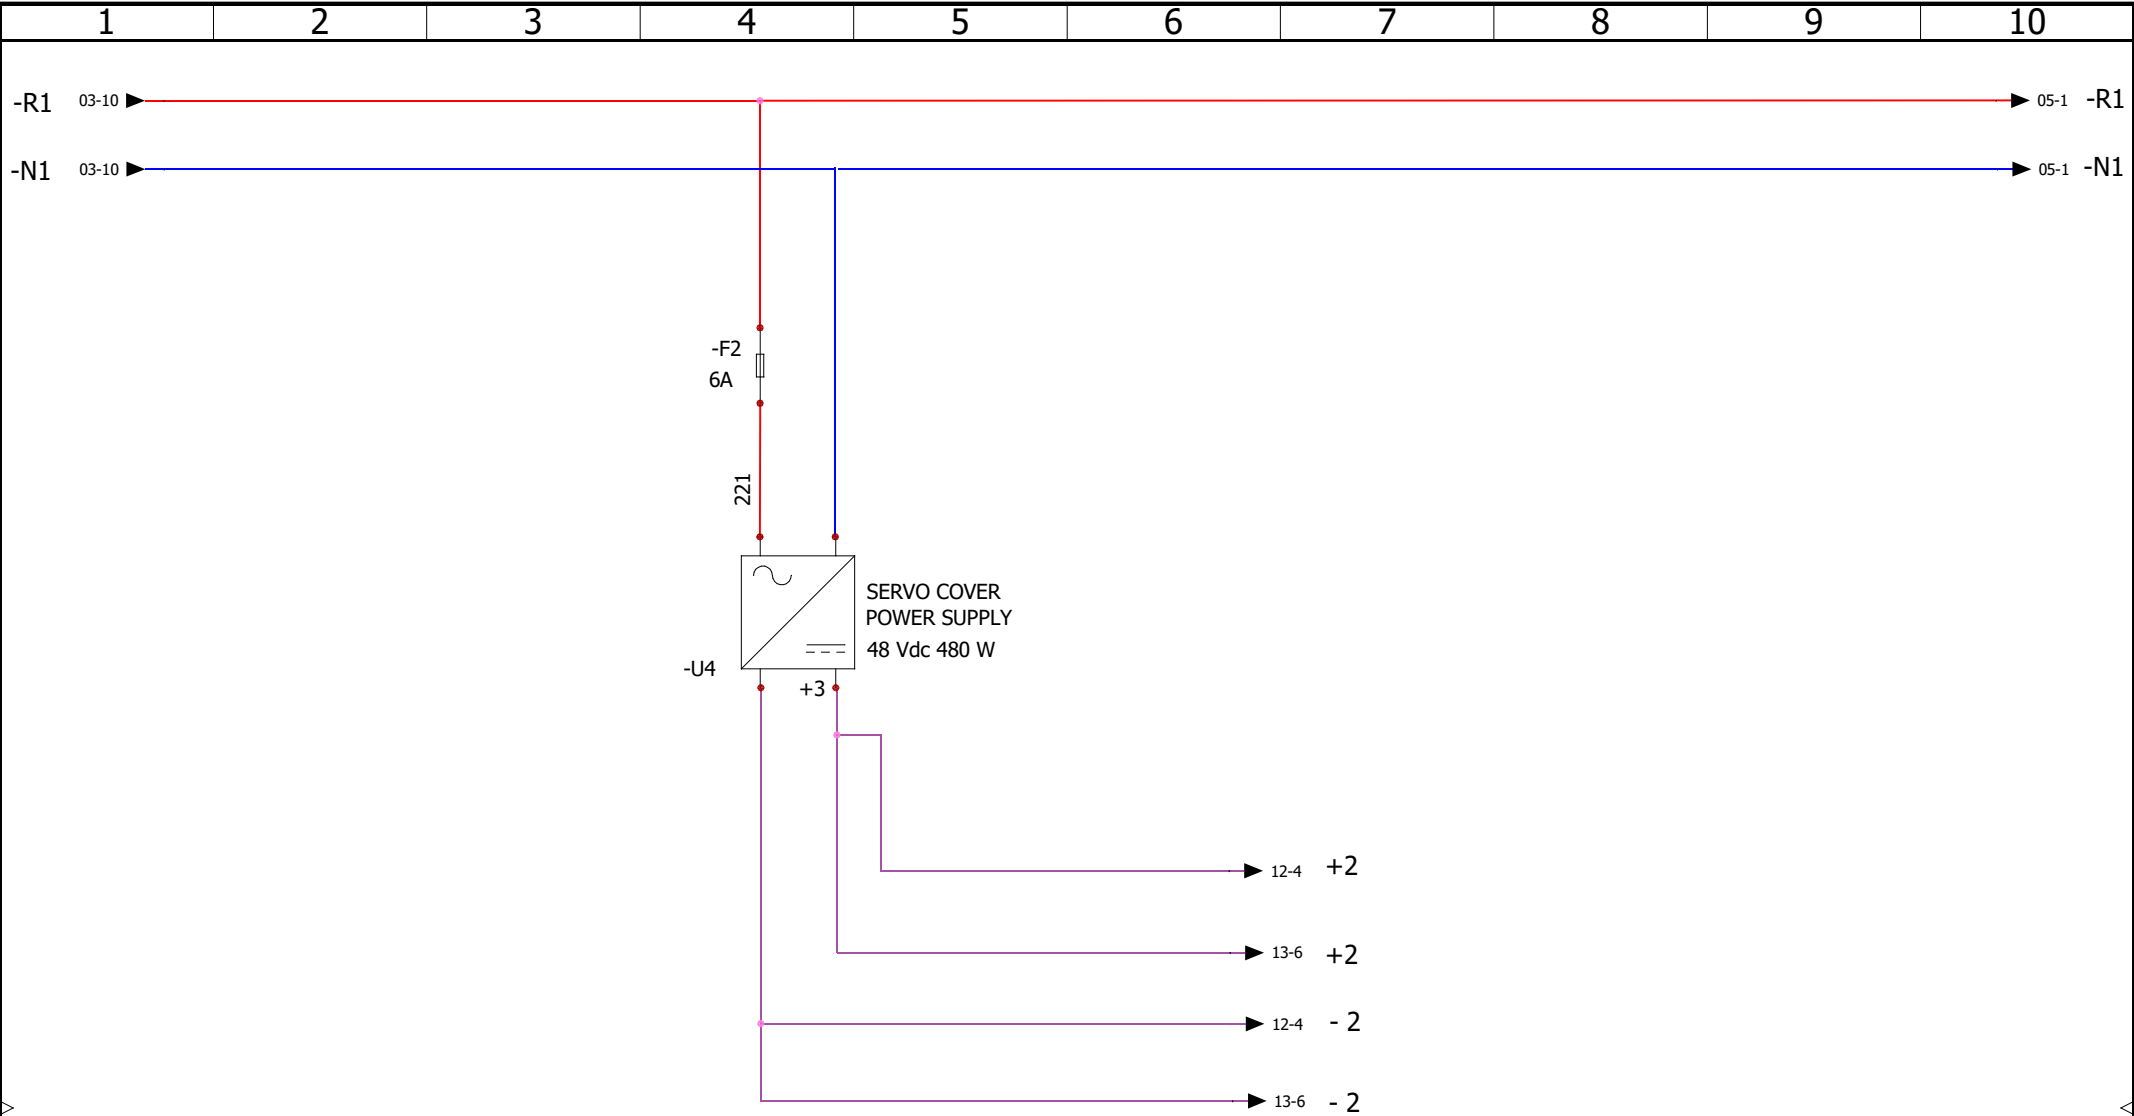 1 2 3 4 5 6 7 8 9 10
-R1 03-10 05-1 -R1
-N1 03-10 05-1 -N1
-F2
6A
221
SERVO COVER
POWER SUPPLY
48 Vdc 480 W
-U4
+3
12-4 +2
13-6 +2
12-4 - 2
13-6 - 2